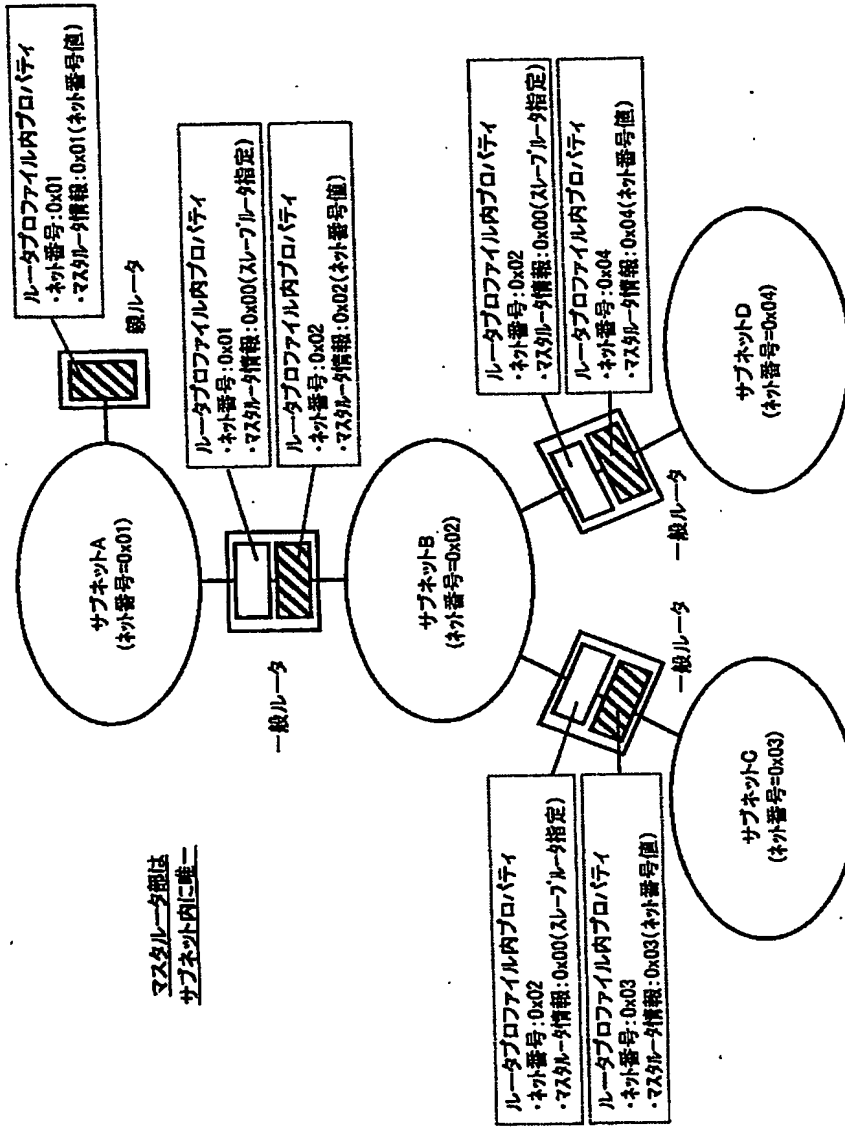 ルータプロファイル内プロパティ
・ネット番号:0x01
・マスタルータ情報:0x01(ネット番号値)
親ルータ
サブネットA
(ネット番号=0x01)
ルータプロファイル内プロパティ
・ネット番号:0x01
・マスタルータ情報:0x00(スレーブルータ指定)
ルータプロファイル内プロパティ
・ネット番号:0x02
・マスタルータ情報:0x02(ネット番号値)
一般ルータ
マスタルータ部は
サブネット内に唯一
サブネットB
(ネット番号=0x02)
ルータプロファイル内プロパティ
・ネット番号:0x02
・マスタルータ情報:0x00(スレーブルータ指定)
ルータプロファイル内プロパティ
・ネット番号:0x04
・マスタルータ情報:0x04(ネット番号値)
一般ルータ
ルータプロファイル内プロパティ
・ネット番号:0x02
・マスタルータ情報:0x00(スレーブルータ指定)
ルータプロファイル内プロパティ
・ネット番号:0x03
・マスタルータ情報:0x03(ネット番号値)
一般ルータ
サブネットC
(ネット番号=0x03)
サブネットD
(ネット番号=0x04)